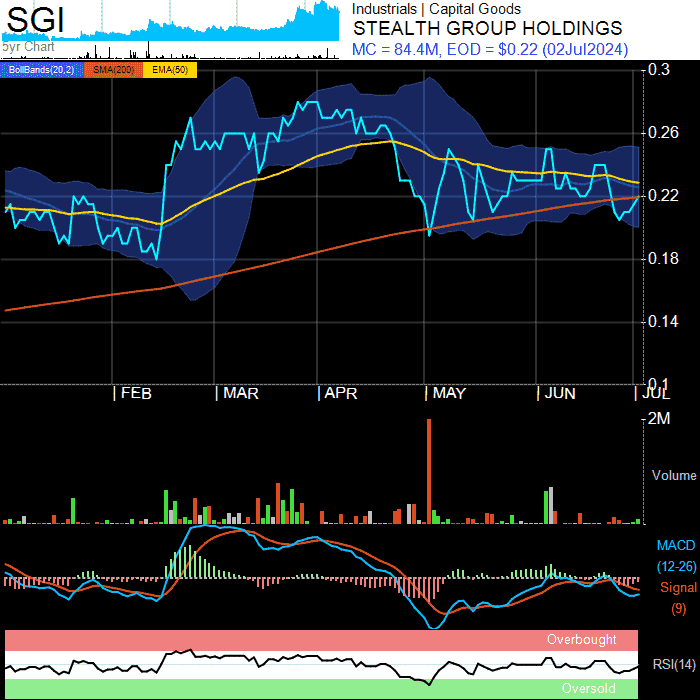 SGI
5yr Chart
Industrials | Capital Goods
STEALTH GROUP HOLDINGS
MC = 84.4M, EOD = $0.22 (02Jul2024)
BollBands(20,2) SMA(200) EMA(50)
0.3
0.26
0.22
0.18
0.14
0.1
FEB MAR APR MAY JUN JUL
2M
Volume
MACD
(12-26)
Signal
(9)
Overbought
RSI(14)
Oversold